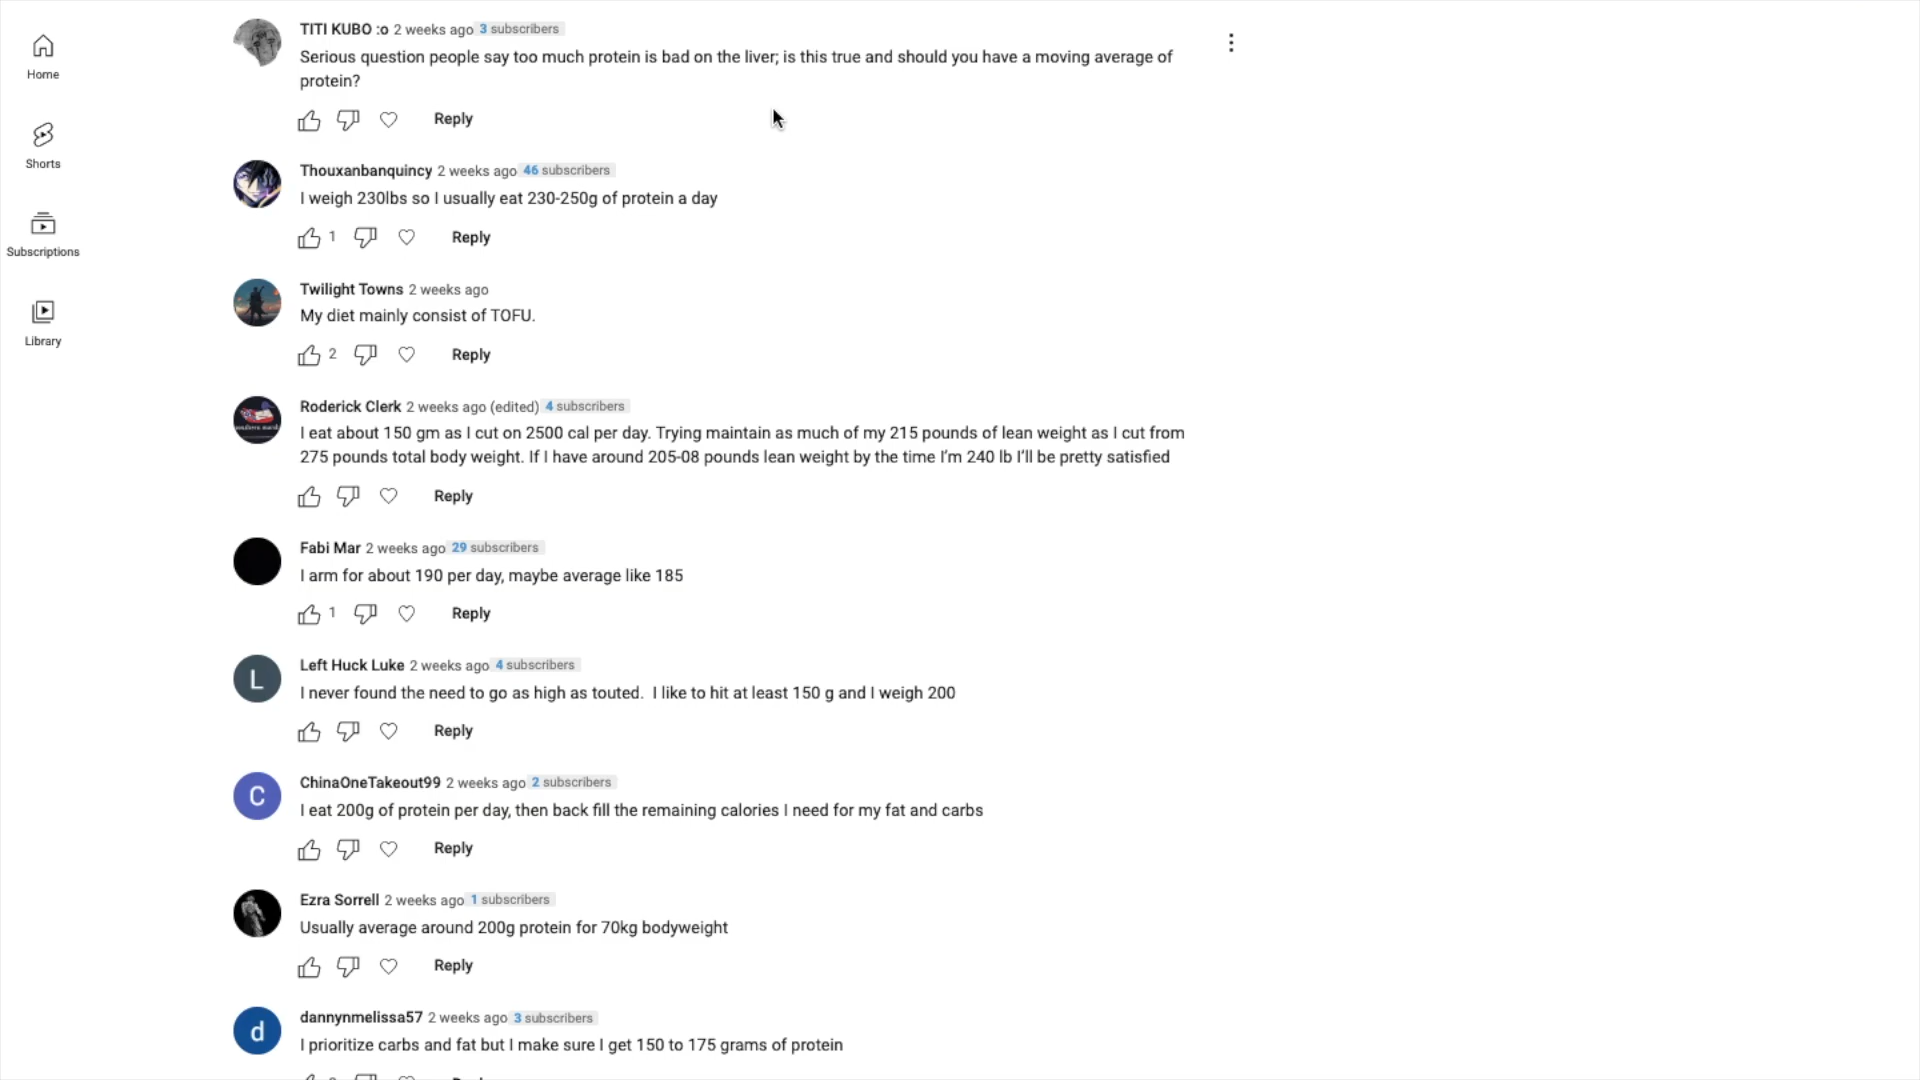 Home
Shorts
Subscriptions
Library
TITI KUBO :o 2 weeks ago 3 subscribers
Serious question people say too much protein is bad on the liver; is this true and should you have a moving average of
protein?
Reply
Thouxanbanquincy 2 weeks ago 46 subscribers
I weigh 230lbs so I usually eat 230-250g of protein a day
1 Reply
Twilight Towns 2 weeks ago
My diet mainly consist of TOFU.
2 Reply
Roderick Clerk 2 weeks ago (edited) 4 subscribers
I eat about 150 gm as I cut on 2500 cal per day. Trying maintain as much of my 215 pounds of lean weight as I cut from
275 pounds total body weight. If I have around 205-08 pounds lean weight by the time I'm 240 lb I'll be pretty satisfied
Reply
Fabi Mar 2 weeks ago 29 subscribers
I arm for about 190 per day, maybe average like 185
1 Reply
L
Left Huck Luke 2 weeks ago 4 subscribers
I never found the need to go as high as touted.  I like to hit at least 150 g and I weigh 200
Reply
C
ChinaOneTakeout99 2 weeks ago 2 subscribers
I eat 200g of protein per day, then back fill the remaining calories I need for my fat and carbs
Reply
Ezra Sorrell 2 weeks ago 1 subscribers
Usually average around 200g protein for 70kg bodyweight
Reply
d
dannynmelissa57 2 weeks ago 3 subscribers
I prioritize carbs and fat but I make sure I get 150 to 175 grams of protein